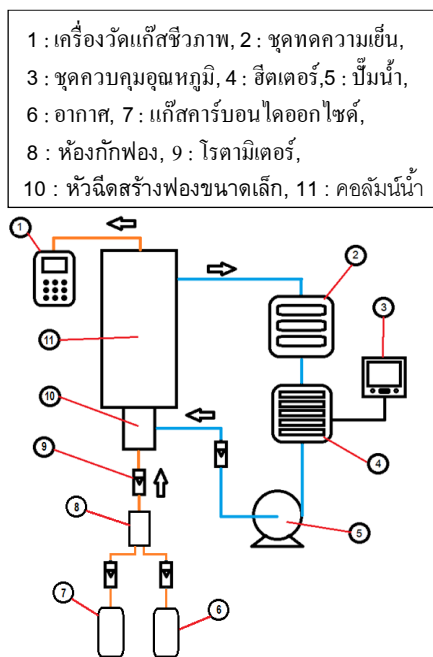 1 : เครื่องวัดแก๊สชีวภาพ, 2 : ชุดทดความเย็น,
3 : ชุดควบคุมอุณหภูมิ, 4 : ฮีตเตอร์,5 : ปั๊มน้ำ,
6 : อากาศ, 7 : แก๊สคาร์บอนไดออกไซด์,
8 : ห้องกักฟอง, 9 : โรตามิเตอร์,
10 : หัวฉีดสร้างฟองขนาดเล็ก, 11 : คอลัมน์น้ำ
1
2
3
11
10
9
4
5
8
7
6